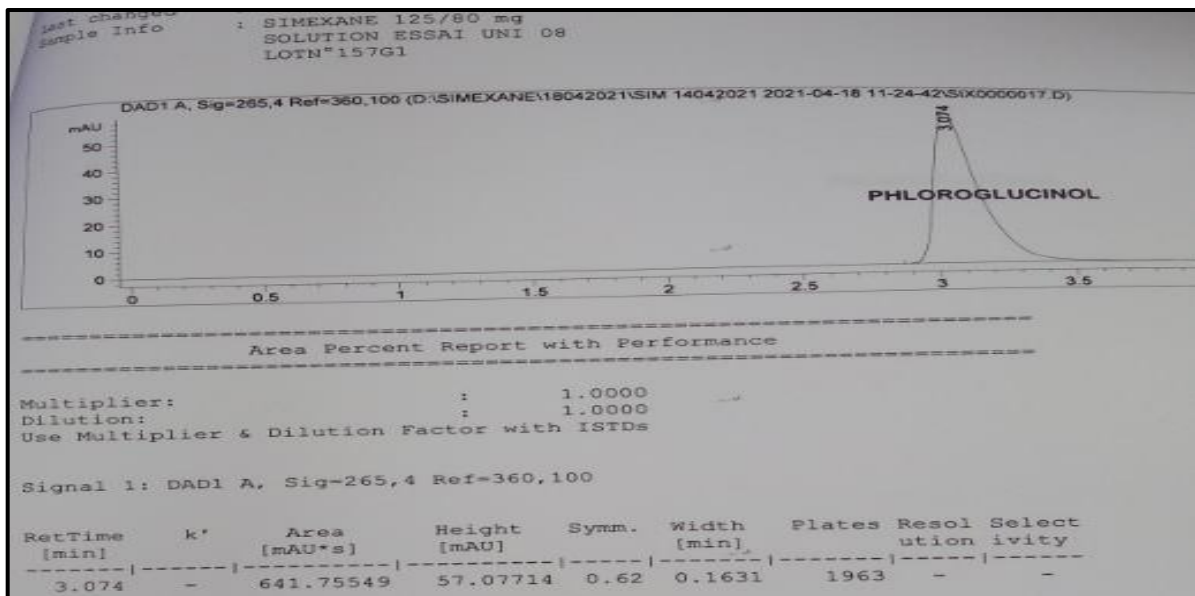 Last changed
Sample Info : SIMEXANE 125/80 mg
SOLUTION ESSAI UNI 08
LOTN°157G1
DAD1 A, Sig=265,4 Ref=360,100 (D:\SIMEXANE\18042021\SIM 14042021 2021-04-18 11-24-42\SIX0000017.D)
mAU
50
40
30
20
10
0
3.074
PHLOROGLUCINOL
0 0.5 1 1.5 2 2.5 3 3.5
Area Percent Report with Performance
Multiplier: : 1.0000
Dilution: : 1.0000
Use Multiplier & Dilution Factor with ISTDs
Signal 1: DAD1 A, Sig=265,4 Ref=360,100
RetTime k' Area Height Symm. Width Plates Resol Select
[min] [mAU*s] [mAU] [min] ution ivity
-------|------|----------|----------|-----|-------|-------|------|------
3.074 - 641.75549 57.07714 0.62 0.1631 1963 - -